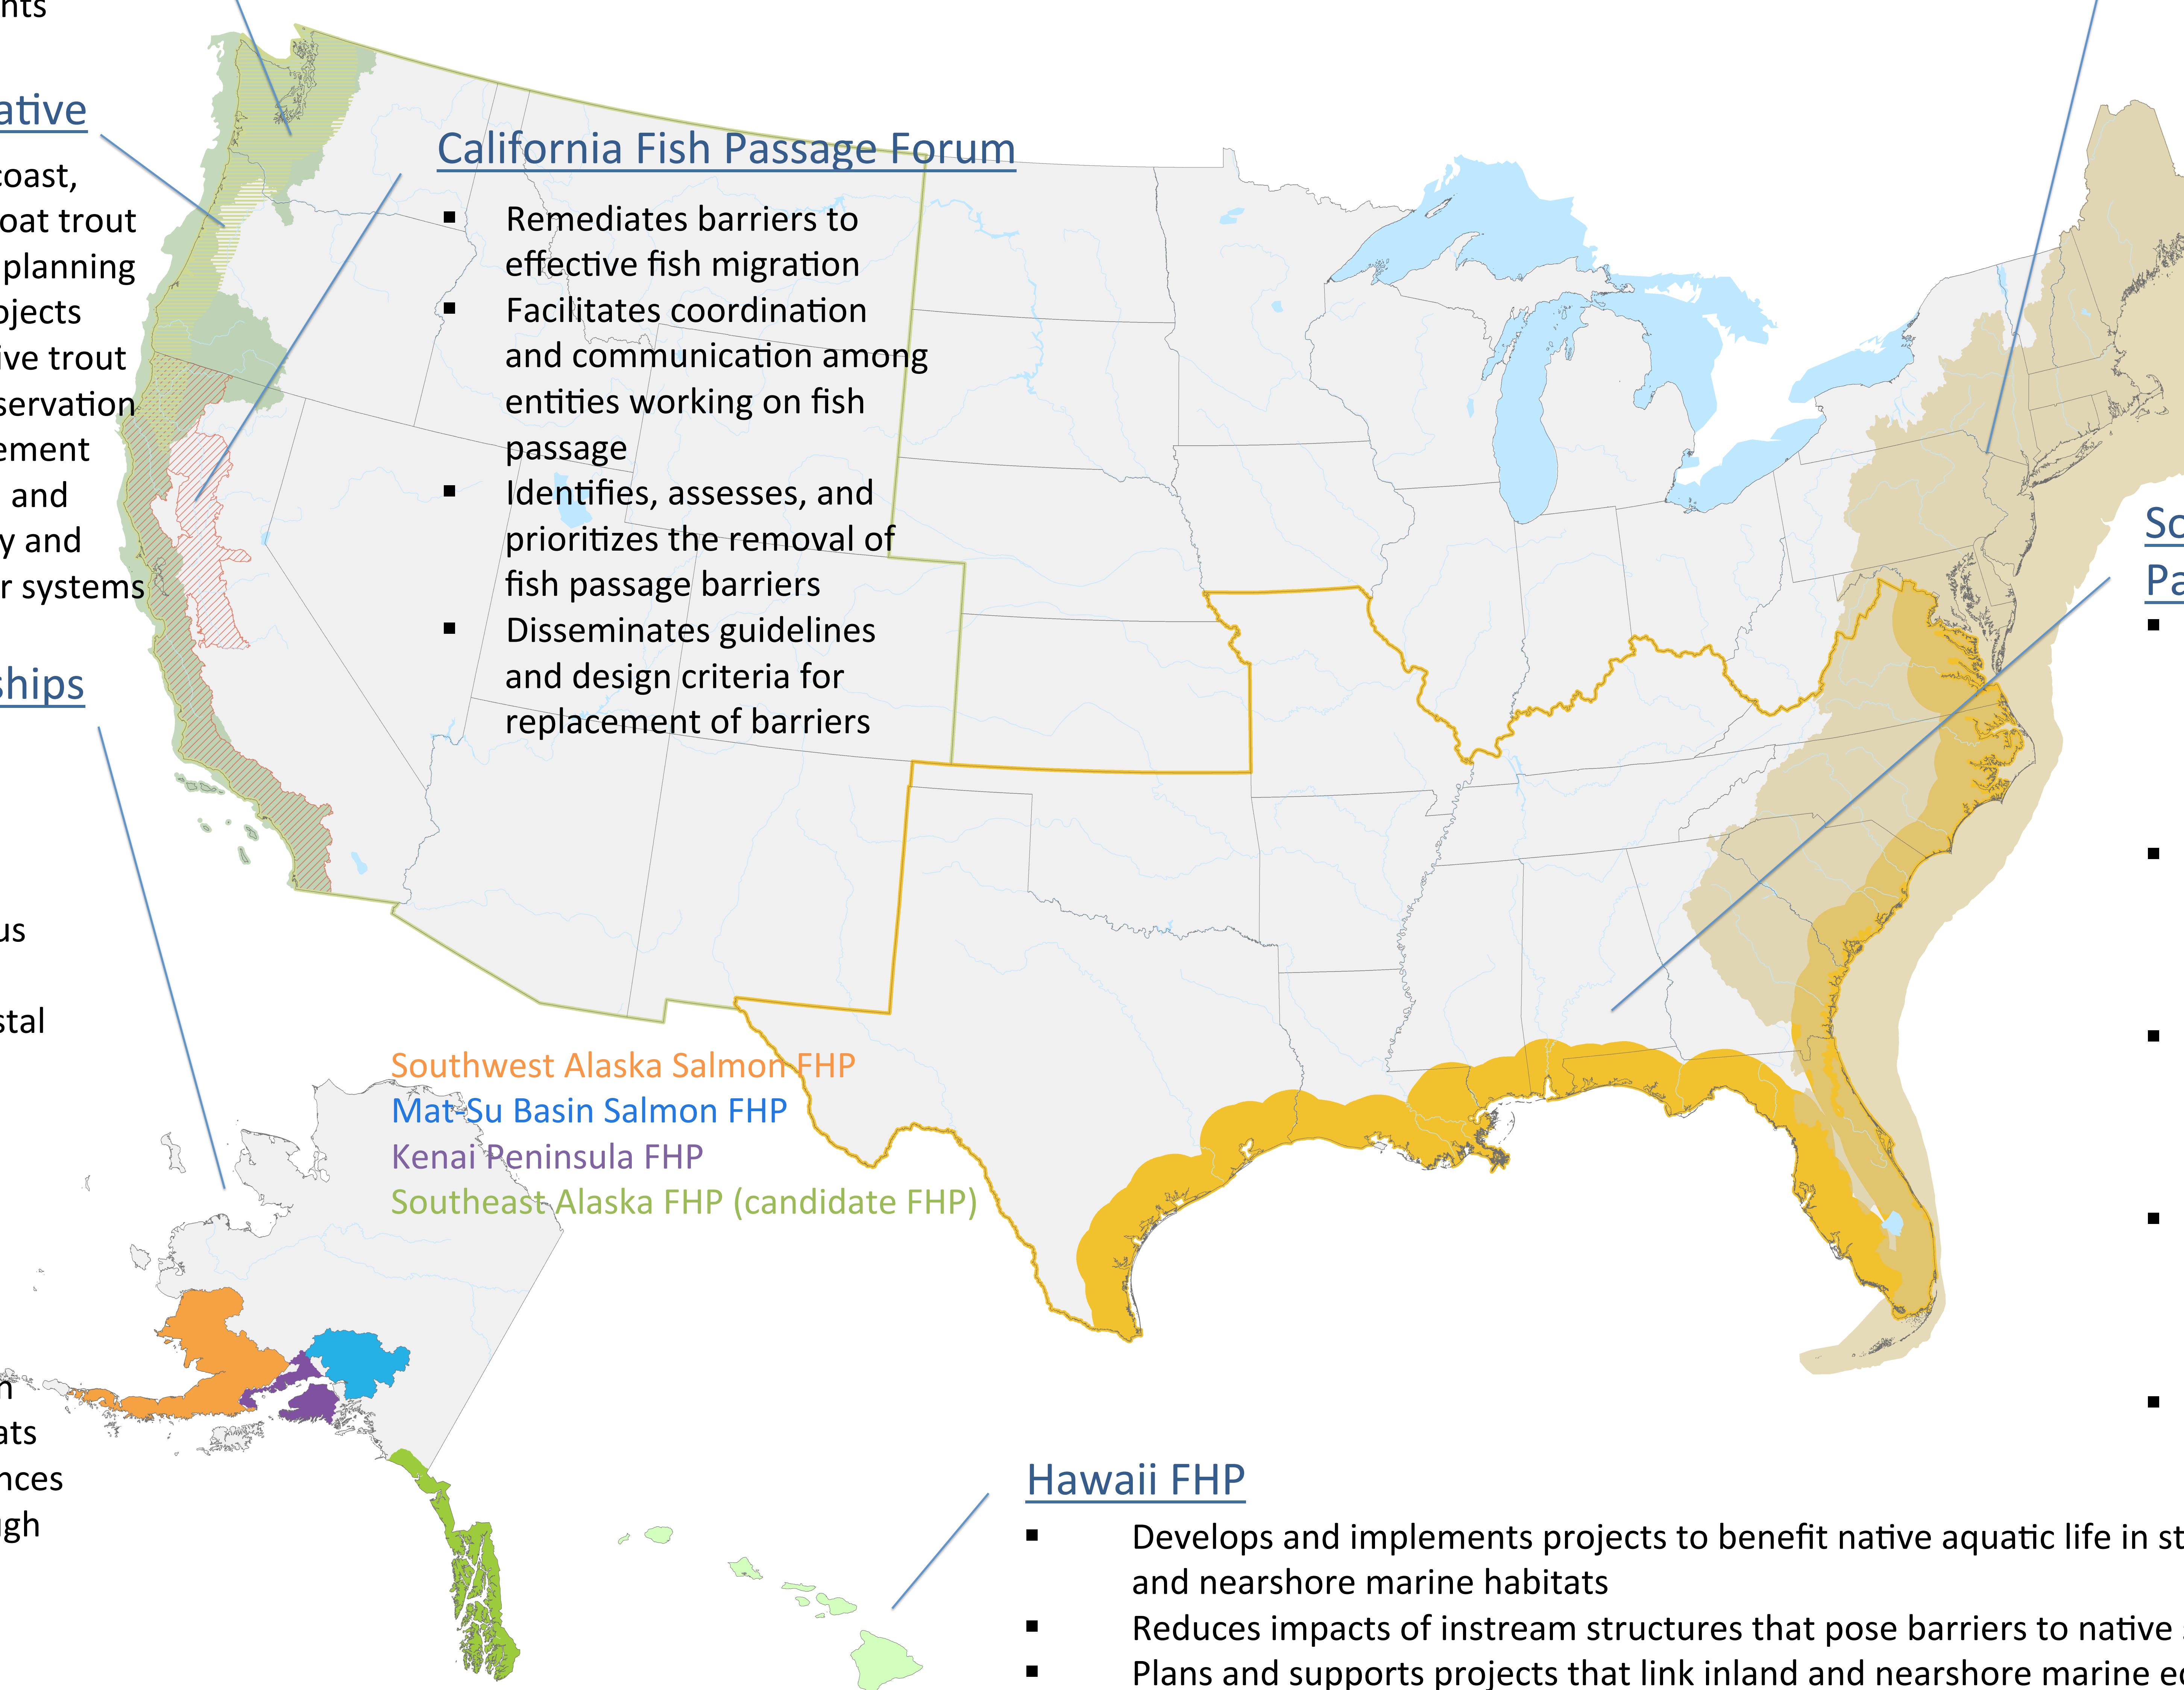 nts
ative
coast,
oat trout
planning
ojects
ive trout
servation
ement
and
y and
r systems
ships
us
stal
n
ats
nces
ugh
California Fish Passage Forum
▪ Remediates barriers to
effective fish migration
▪ Facilitates coordination
and communication among
entities working on fish
passage
▪ Identifies, assesses, and
prioritizes the removal of
fish passage barriers
▪ Disseminates guidelines
and design criteria for
replacement of barriers
Southwest Alaska Salmon FHP
Mat-Su Basin Salmon FHP
Kenai Peninsula FHP
Southeast Alaska FHP (candidate FHP)
So
Pa
▪
▪
▪
▪
▪
Hawaii FHP
▪ Develops and implements projects to benefit native aquatic life in st
and nearshore marine habitats
▪ Reduces impacts of instream structures that pose barriers to native s
▪ Plans and supports projects that link inland and nearshore marine ec